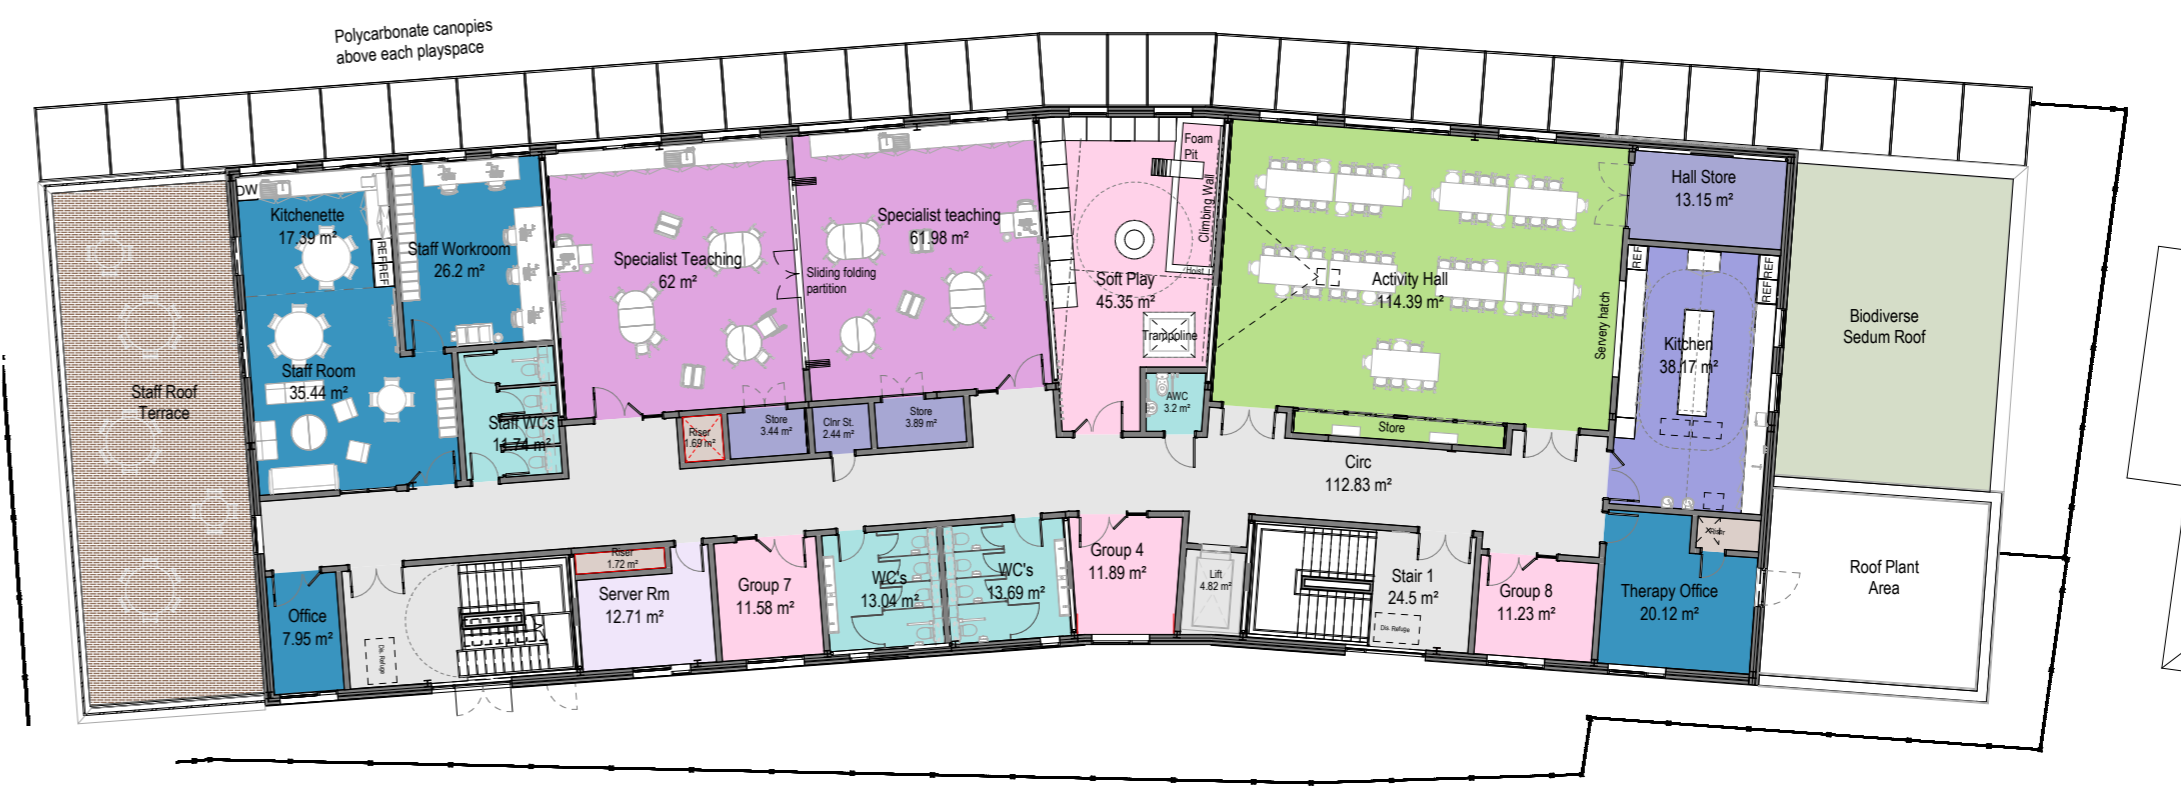 Polycarbonate canopies
above each playspace
Staff Roof
Terrace
DW
Kitchenette
17.39 m²
REF
REF
Staff Workroom
26.2 m²
Staff Room
35.44 m²
Staff WCs
11.74 m²
Specialist Teaching
62 m²
Sliding folding
partition
Specialist teaching
61.98 m²
Riser
1.69 m²
Store
3.44 m²
Clnr St.
2.44 m²
Store
3.89 m²
Foam
Pit
Climbing Wall
Hoist
Soft Play
45.35 m²
Trampoline
AWC
3.2 m²
Activity Hall
114.39 m²
Servery hatch
Store
Hall Store
13.15 m²
REF
REF
REF
Kitchen
38.17 m²
Biodiverse
Sedum Roof
Circ
112.83 m²
Office
7.95 m²
Dis. Refuge
Riser
1.72 m²
Server Rm
12.71 m²
Group 7
11.58 m²
WC's
13.04 m²
WC's
13.69 m²
Group 4
11.89 m²
Lift
4.82 m²
Stair 1
24.5 m²
Dis. Refuge
Group 8
11.23 m²
Riser
Therapy Office
20.12 m²
Roof Plant
Area